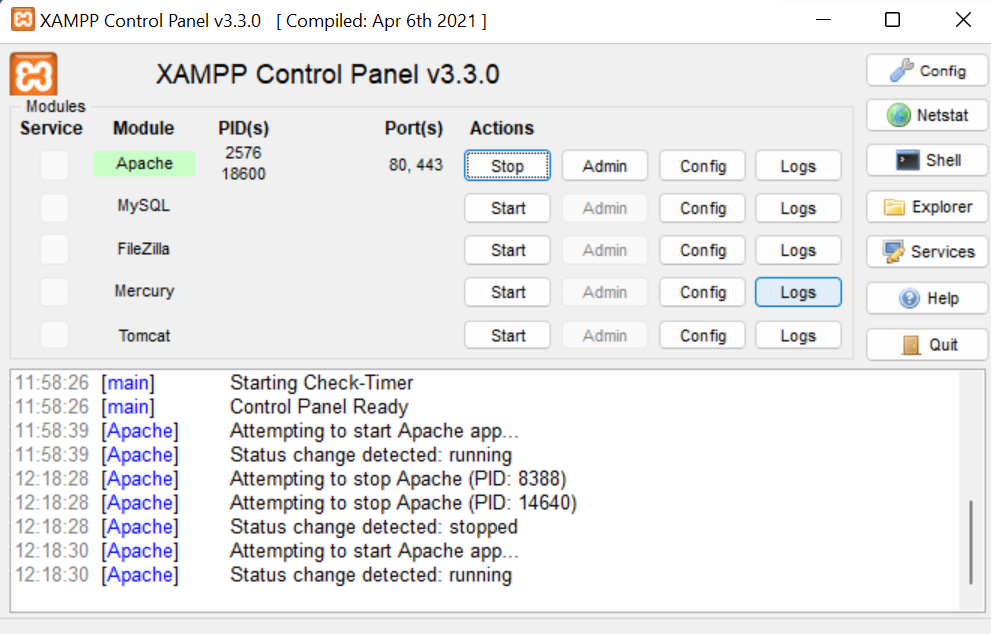 XAMPP Control Panel v3.3.0 [ Compiled: Apr 6th 2021 ]
XAMPP Control Panel v3.3.0
Config
Modules
Service Module PID(s) Port(s) Actions
Netstat
Apache 2576 18600 80, 443 Stop Admin Config Logs
Shell
MySQL Start Admin Config Logs
Explorer
FileZilla Start Admin Config Logs
Services
Mercury Start Admin Config Logs
Help
Tomcat Start Admin Config Logs
Quit
11:58:26 [main] Starting Check-Timer
11:58:26 [main] Control Panel Ready
11:58:39 [Apache] Attempting to start Apache app...
11:58:39 [Apache] Status change detected: running
12:18:28 [Apache] Attempting to stop Apache (PID: 8388)
12:18:28 [Apache] Attempting to stop Apache (PID: 14640)
12:18:28 [Apache] Status change detected: stopped
12:18:30 [Apache] Attempting to start Apache app...
12:18:30 [Apache] Status change detected: running